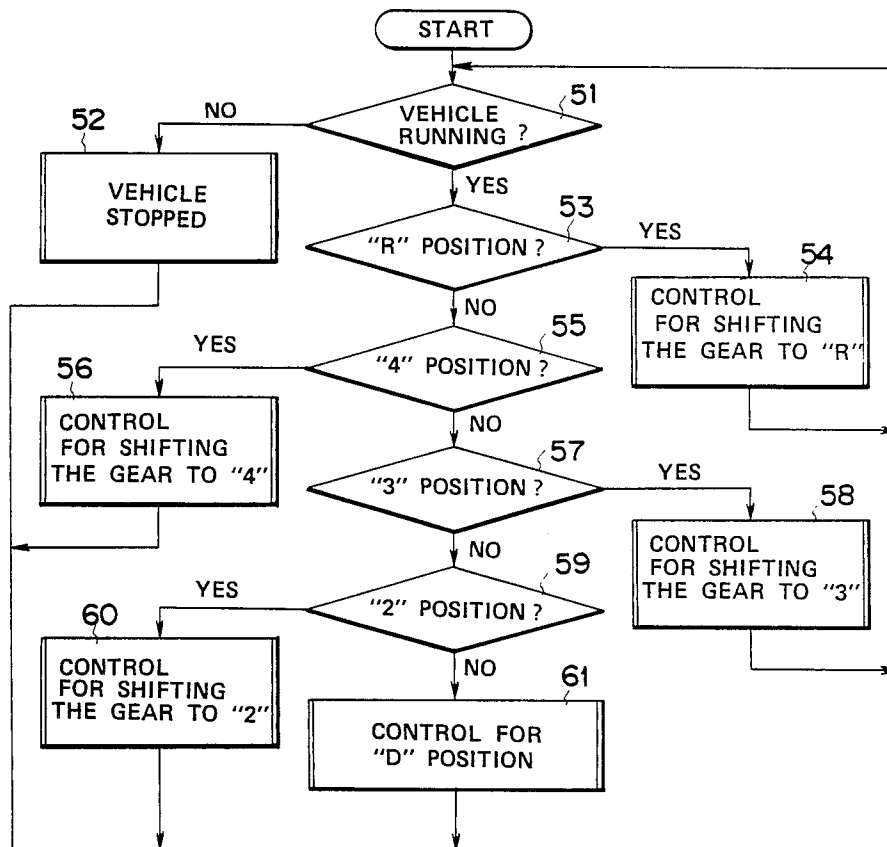 START
51
VEHICLE
RUNNING ?
NO
52
VEHICLE
STOPPED
YES
53
"R" POSITION ?
YES
54
CONTROL
FOR SHIFTING
THE GEAR TO "R"
NO
55
"4" POSITION ?
YES
56
CONTROL
FOR SHIFTING
THE GEAR TO "4"
NO
57
"3" POSITION ?
YES
58
CONTROL
FOR SHIFTING
THE GEAR TO "3"
NO
59
"2" POSITION ?
YES
60
CONTROL
FOR SHIFTING
THE GEAR TO "2"
NO
61
CONTROL FOR
"D" POSITION